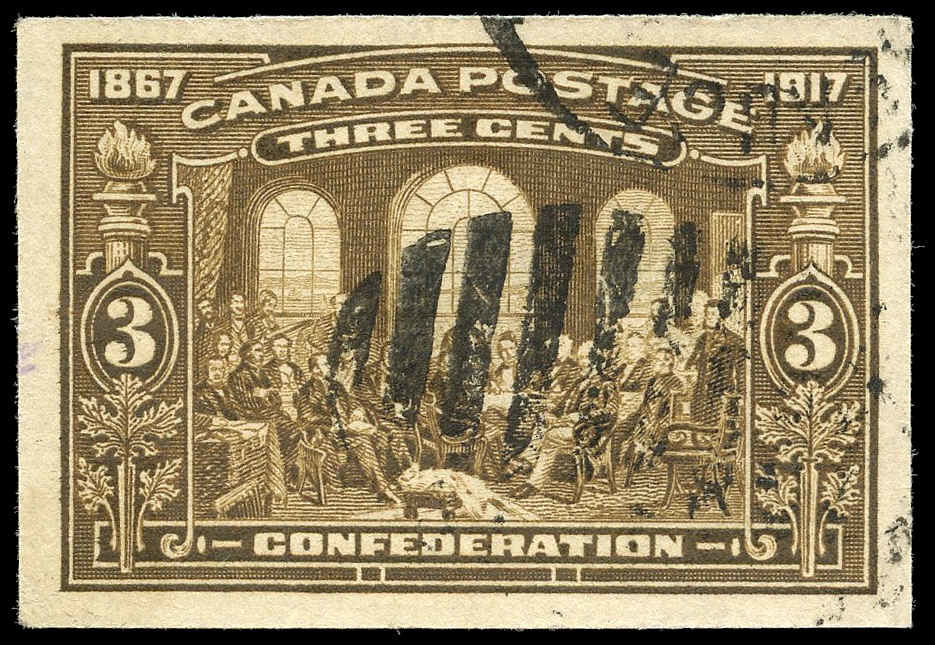 1867 1917
CANADA POSTAGE
THREE CENTS
3 3
CONFEDERATION